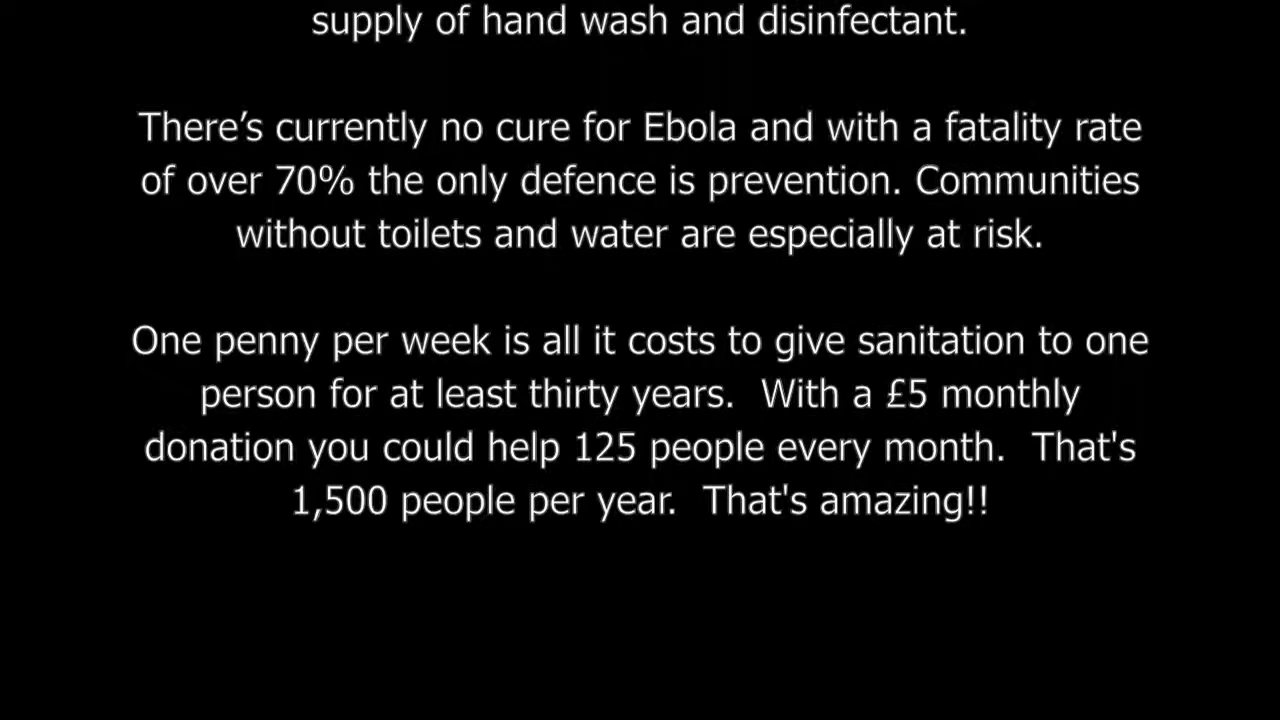 supply of hand wash and disinfectant.
There’s currently no cure for Ebola and with a fatality rate
of over 70% the only defence is prevention. Communities
without toilets and water are especially at risk.
One penny per week is all it costs to give sanitation to one
person for at least thirty years.  With a £5 monthly
donation you could help 125 people every month.  That's
1,500 people per year.  That's amazing!!